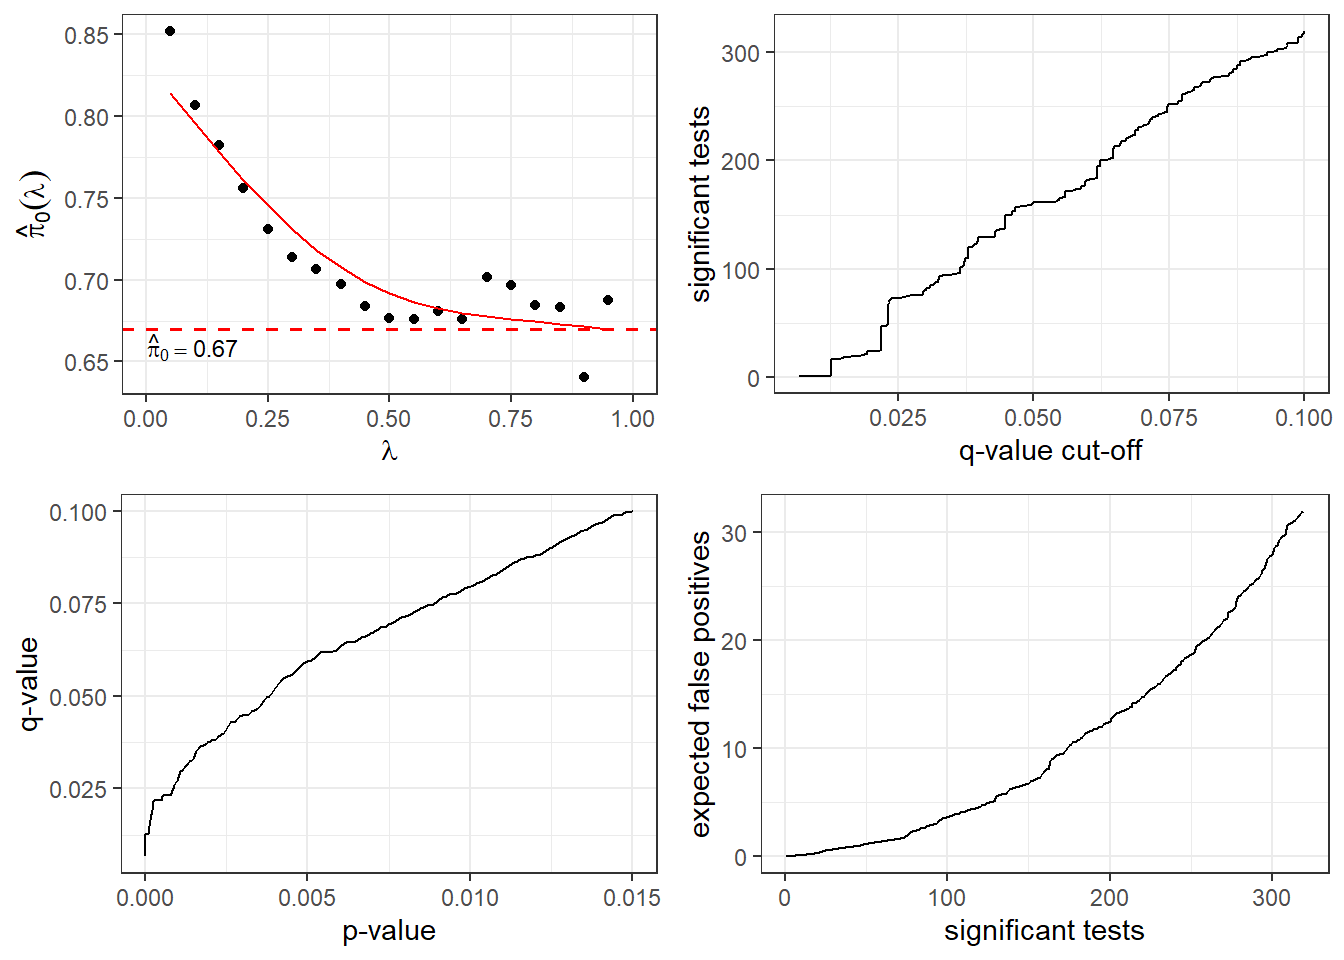 0.85
0.80
0.75
0.70
0.65
π̂₀(λ)
π̂₀ = 0.67
0.00 0.25 0.50 0.75 1.00
λ
300
200
100
0
significant tests
0.025 0.050 0.075 0.100
q-value cut-off
0.100
0.075
0.050
0.025
q-value
0.000 0.005 0.010 0.015
p-value
30
20
10
0
expected false positives
0 100 200 300
significant tests